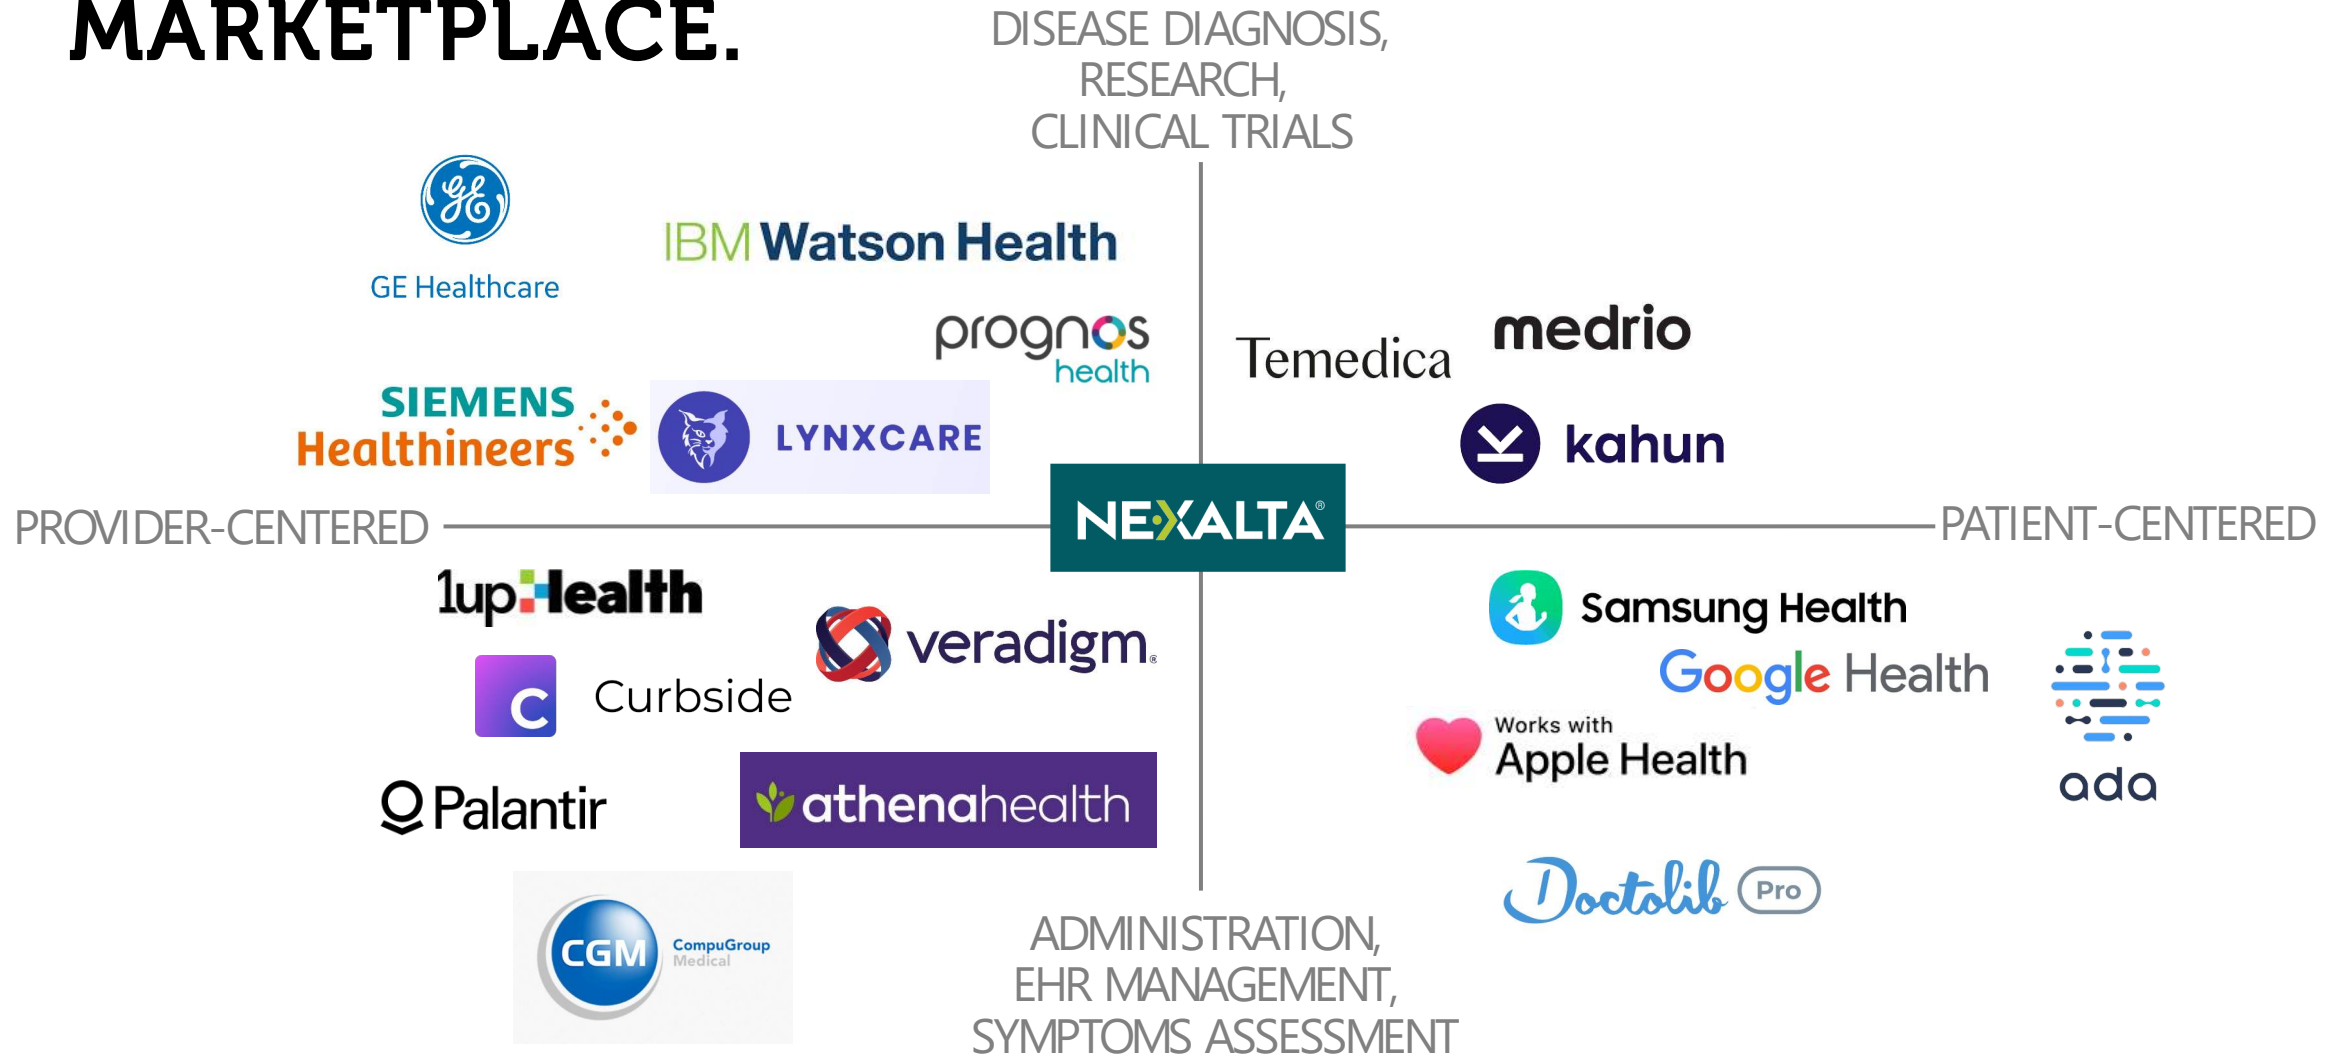 MARKETPLACE.
DISEASE DIAGNOSIS,
RESEARCH,
CLINICAL TRIALS
GE
GE Healthcare
IBM Watson Health
prognos
health
Temedica
medrio
SIEMENS
Healthineers
LYNXCARE
kahun
PROVIDER-CENTERED
NEXALTA®
PATIENT-CENTERED
1upHealth
veradigm®
C Curbside
Palantir
athenahealth
CGM CompuGroup
Medical
Samsung Health
Google Health
Works with
Apple Health
ada
Doctolib Pro
ADMINISTRATION,
EHR MANAGEMENT,
SYMPTOMS ASSESSMENT